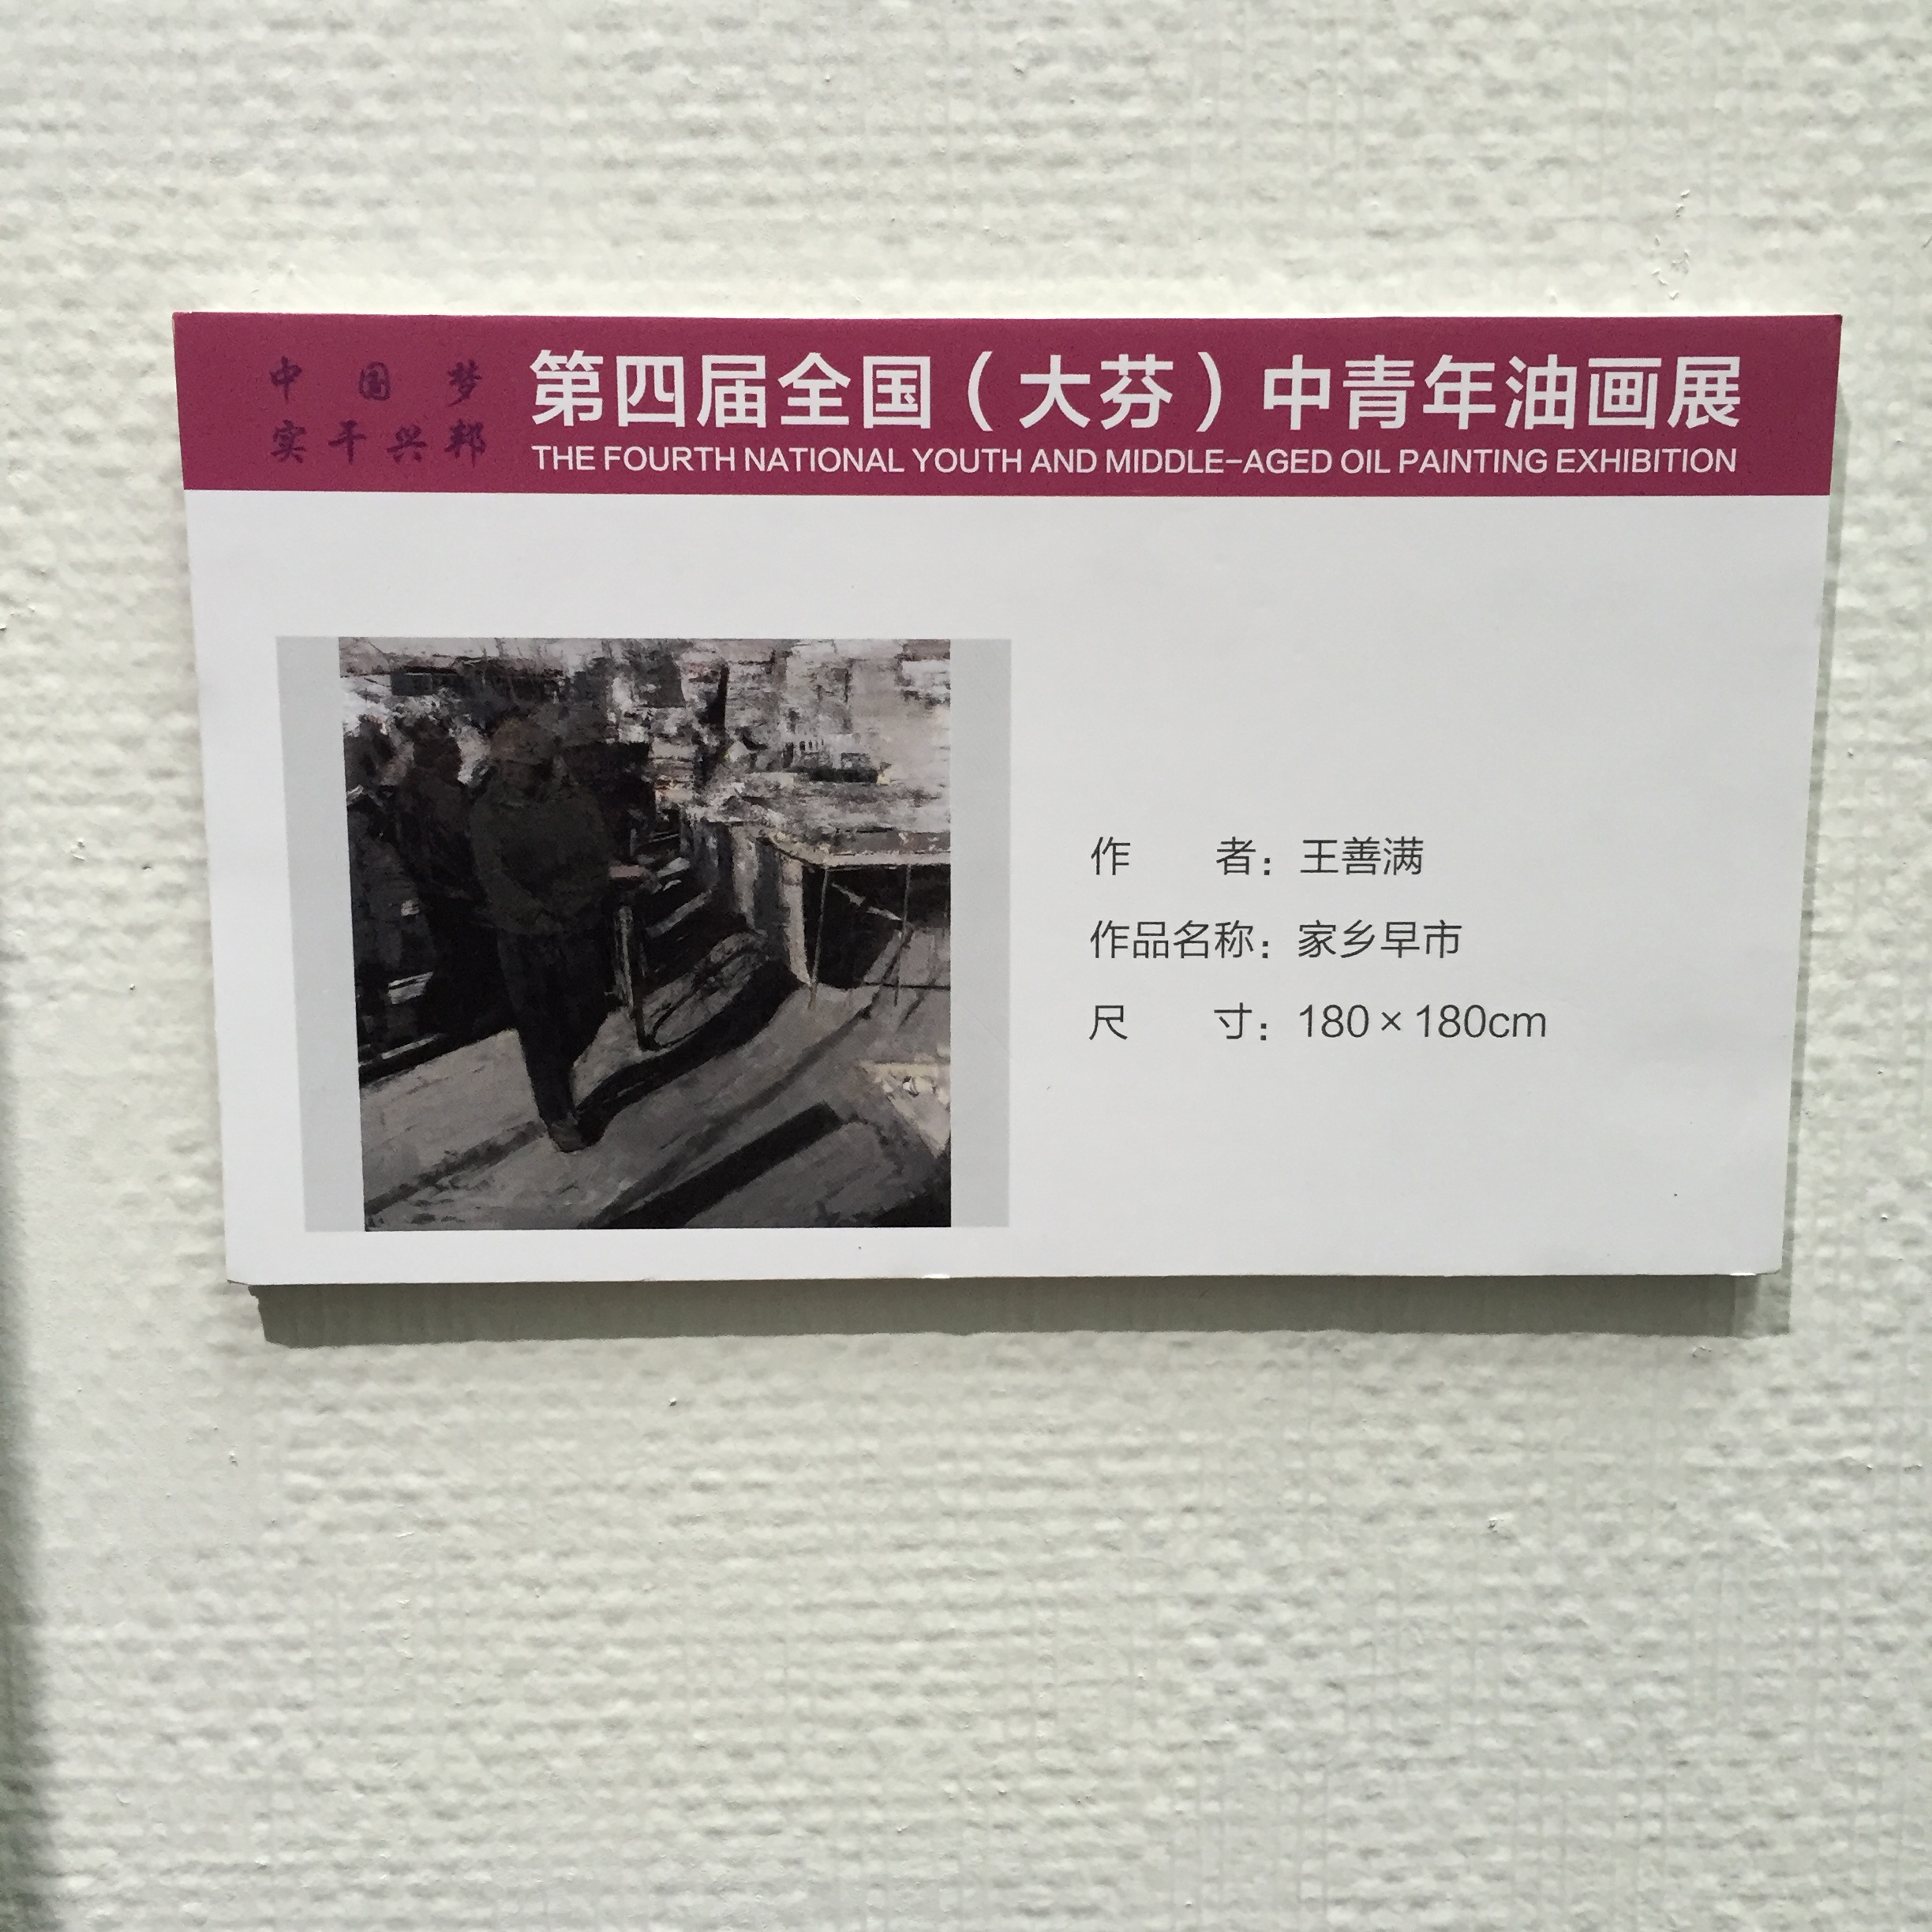 中国梦
实干兴邦
第四届全国（大芬）中青年油画展
THE FOURTH NATIONAL YOUTH AND MIDDLE-AGED OIL PAINTING EXHIBITION
作者：王善满
作品名称：家乡早市
尺寸：180×180cm